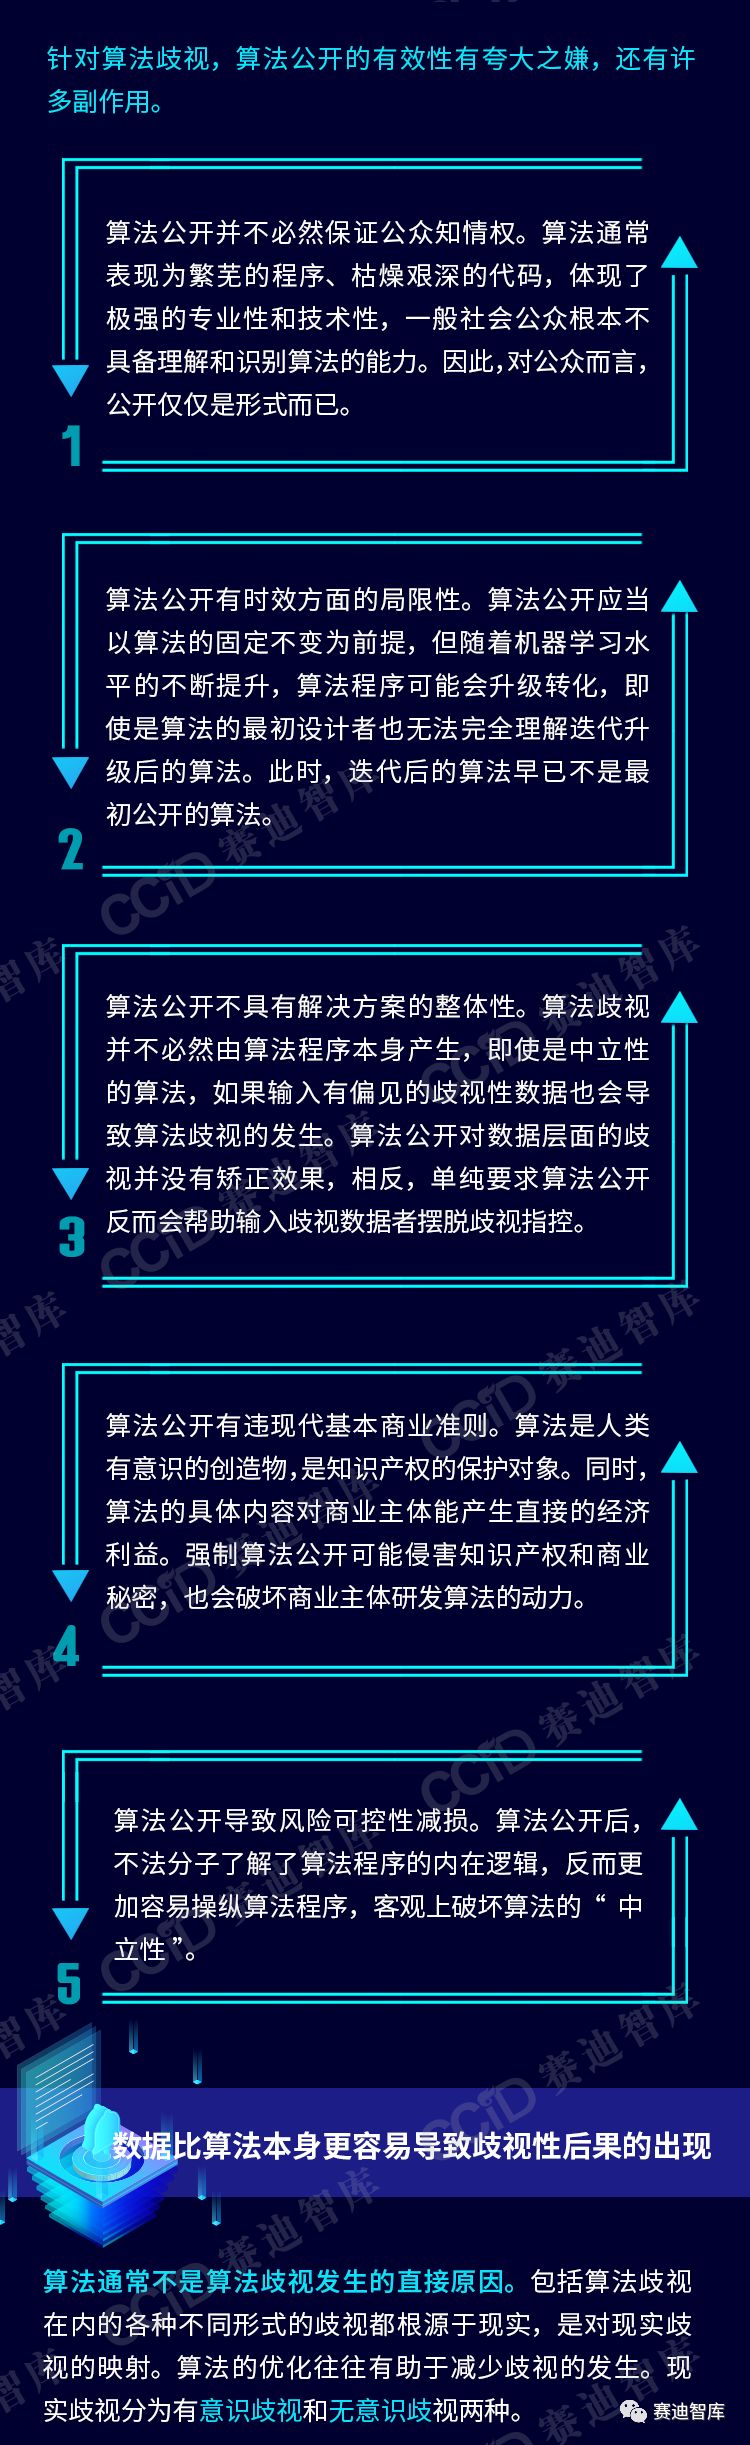 针对算法歧视，算法公开的有效性有夸大之嫌，还有许
多副作用。
算法公开并不必然保证公众知情权。算法通常
表现为繁芜的程序、枯燥艰深的代码，体现了
极强的专业性和技术性，一般社会公众根本不
具备理解和识别算法的能力。因此，对公众而言，
公开仅仅是形式而已。
1
算法公开有时效方面的局限性。算法公开应当
以算法的固定不变为前提，但随着机器学习水
平的不断提升，算法程序可能会升级转化，即
使是算法的最初设计者也无法完全理解迭代升
级后的算法。此时，迭代后的算法早已不是最
初公开的算法。
2
算法公开不具有解决方案的整体性。算法歧视
并不必然由算法程序本身产生，即使是中立性
的算法，如果输入有偏见的歧视性数据也会导
致算法歧视的发生。算法公开对数据层面的歧
视并没有矫正效果，相反，单纯要求算法公开
反而会帮助输入歧视数据者摆脱歧视指控。
3
算法公开有违现代基本商业准则。算法是人类
有意识的创造物，是知识产权的保护对象。同时，
算法的具体内容对商业主体能产生直接的经济
利益。强制算法公开可能侵害知识产权和商业
秘密，也会破坏商业主体研发算法的动力。
4
算法公开导致风险可控性减损。算法公开后，
不法分子了解了算法程序的内在逻辑，反而更
加容易操纵算法程序，客观上破坏算法的“中
立性”。
5
数据比算法本身更容易导致歧视性后果的出现
算法通常不是算法歧视发生的直接原因。包括算法歧视
在内的各种不同形式的歧视都根源于现实，是对现实歧
视的映射。算法的优化往往有助于减少歧视的发生。现
实歧视分为有意识歧视和无意识歧视两种。
赛迪智库